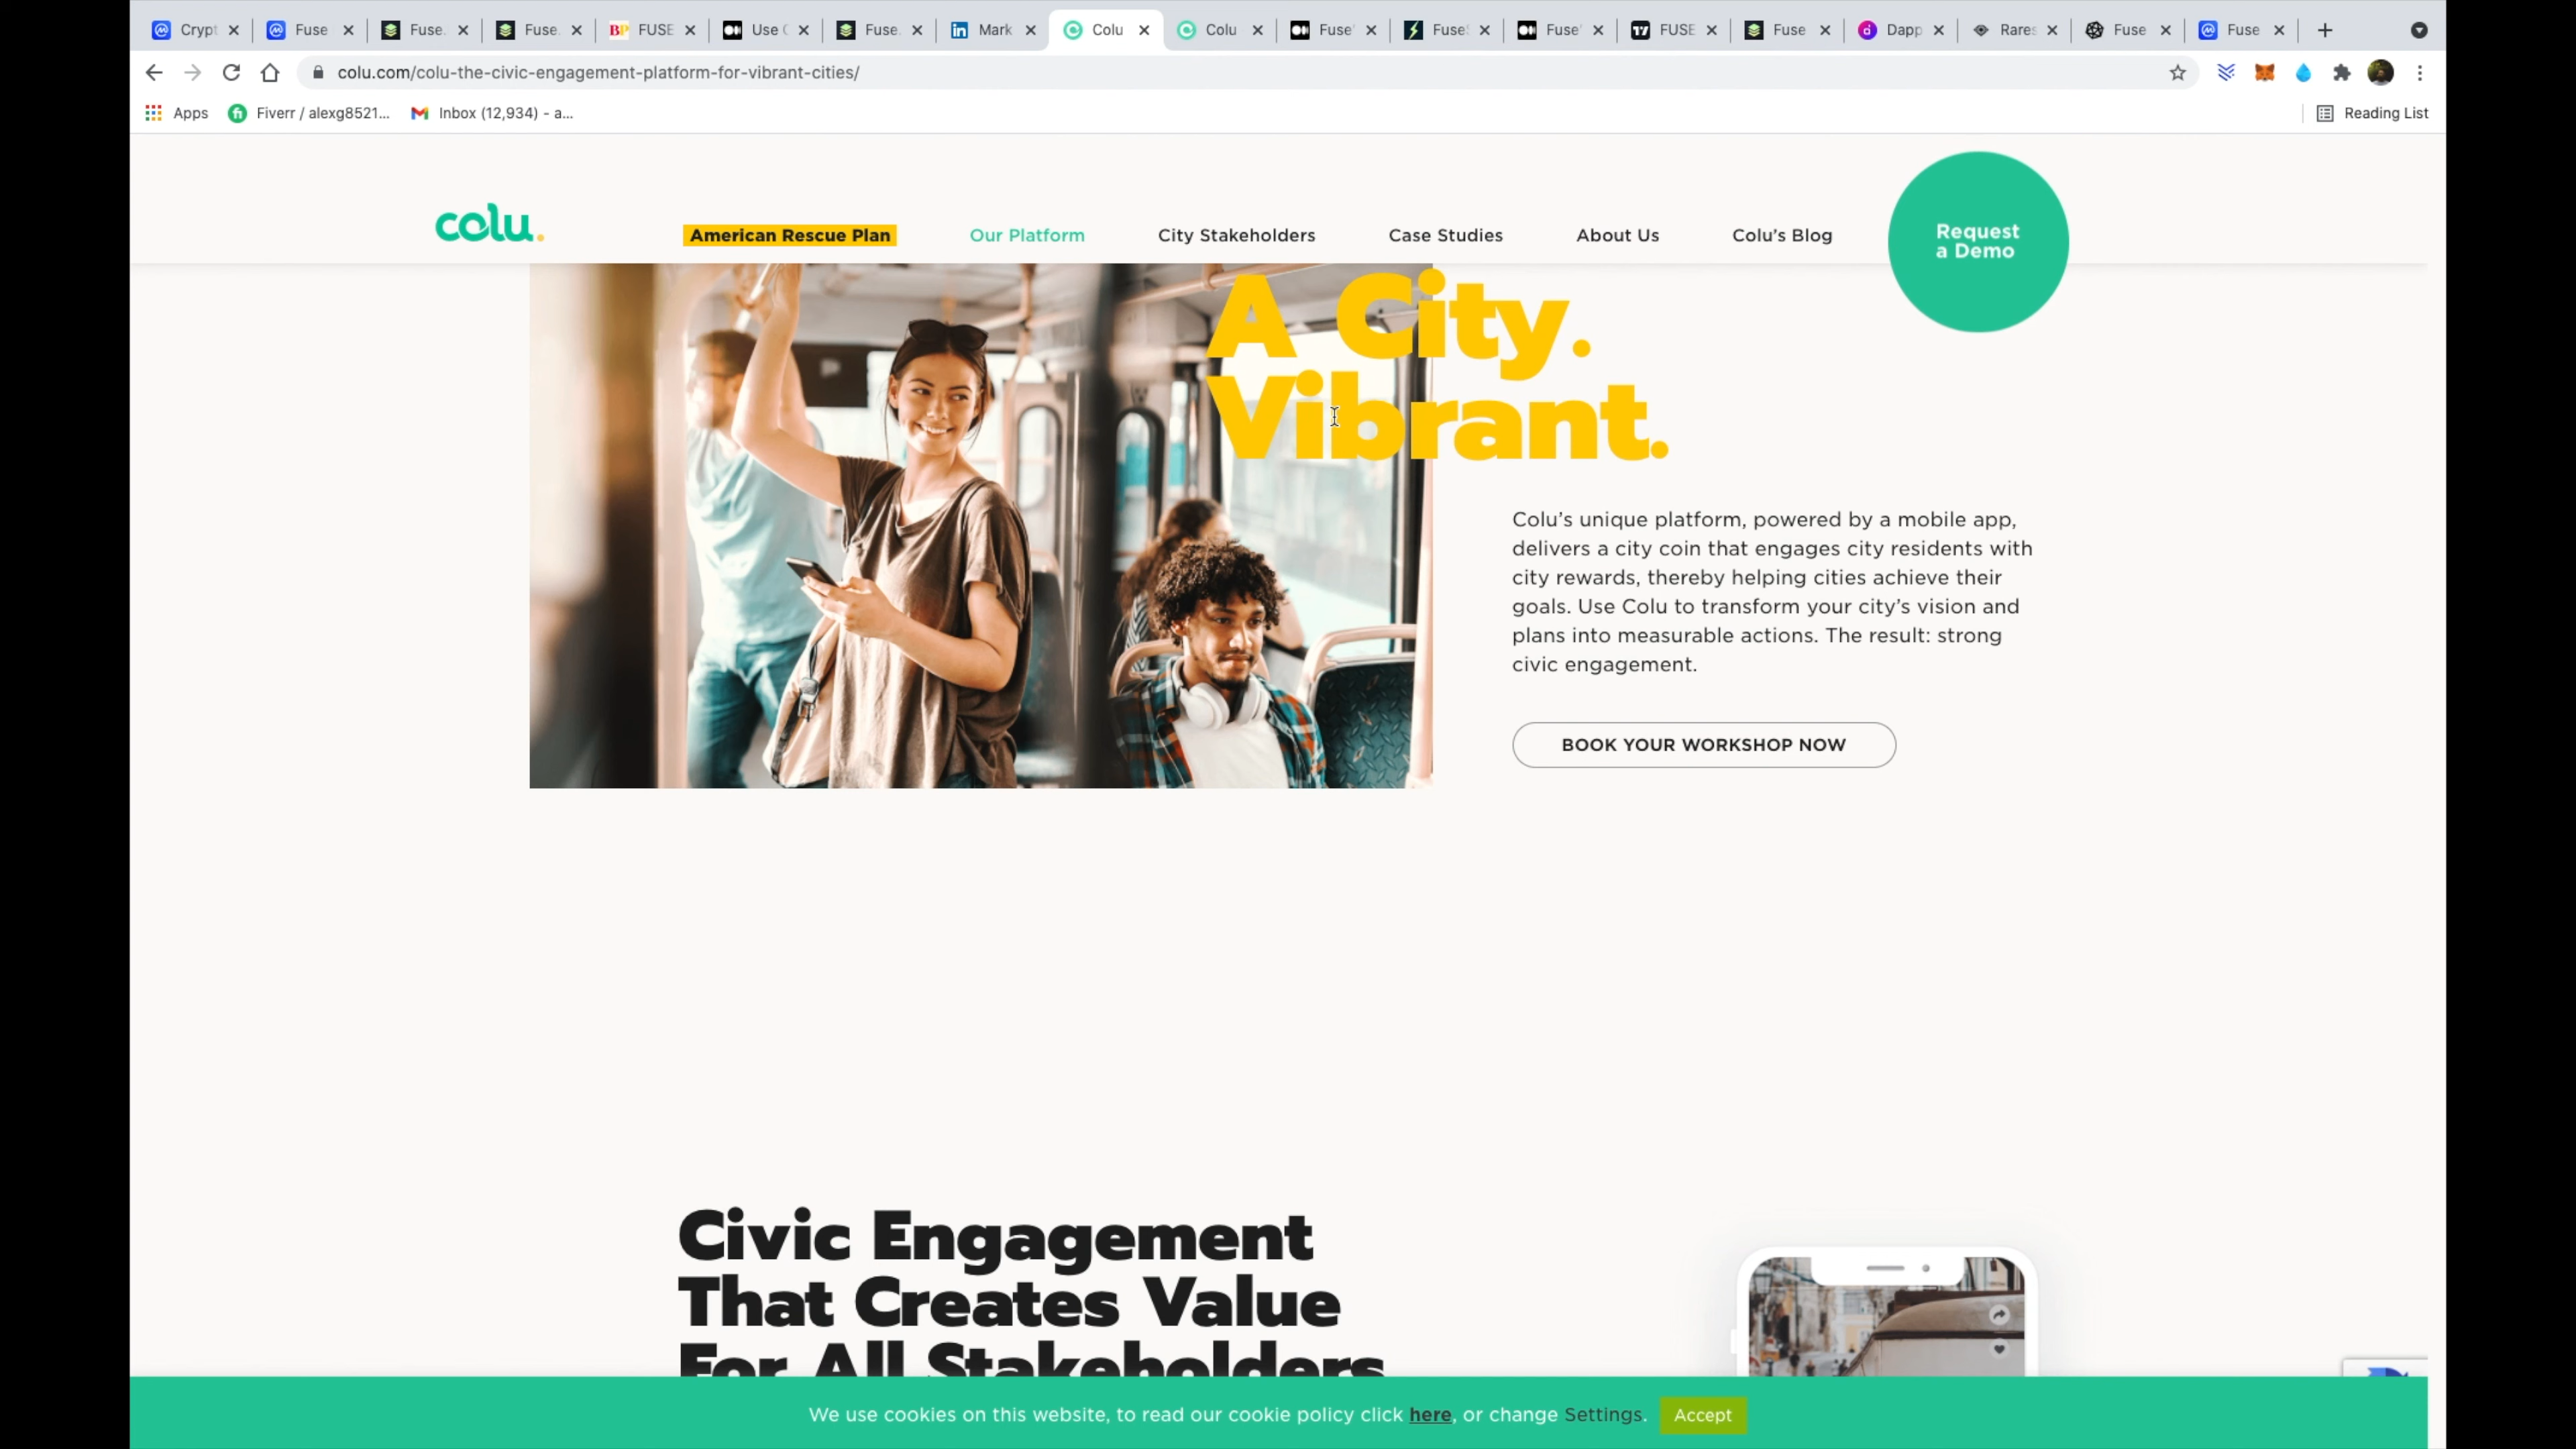 Crypt Fuse Fuse. Fuse. FUSE Use Fuse. Mark Colu Colu Fuse' FuseS Fuse' FUSE Fuse Dapp Rares Fuse Fuse
colu.com/colu-the-civic-engagement-platform-for-vibrant-cities/
Apps Fiverr / alexg8521... Inbox (12,934) - a... Reading List
colu. American Rescue Plan Our Platform City Stakeholders Case Studies About Us Colu's Blog
Request
a Demo
A City.
Vibrant.
Colu's unique platform, powered by a mobile app,
delivers a city coin that engages city residents with
city rewards, thereby helping cities achieve their
goals. Use Colu to transform your city's vision and
plans into measurable actions. The result: strong
civic engagement.
BOOK YOUR WORKSHOP NOW
Civic Engagement
That Creates Value
For All Stakeholders
We use cookies on this website, to read our cookie policy click here, or change Settings. Accept